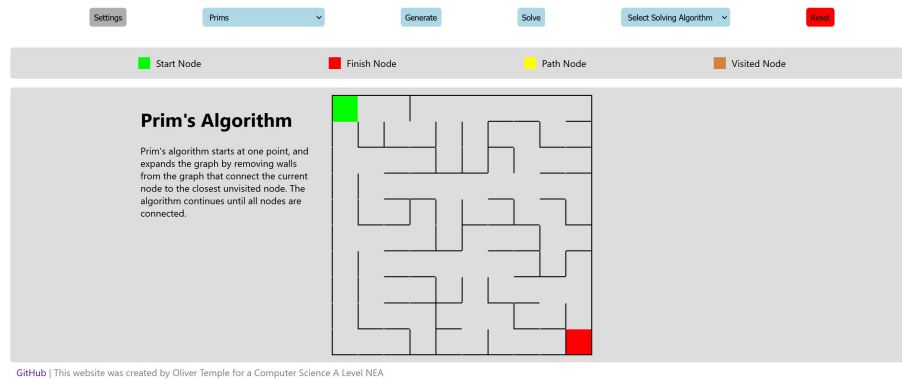 Settings
Prims
Generate
Solve
Select Solving Algorithm
Reset
Start Node
Finish Node
Path Node
Visited Node
Prim's Algorithm
Prim's algorithm starts at one point, and
expands the graph by removing walls
from the graph that connect the current
node to the closest unvisited node. The
algorithm continues until all nodes are
connected.
GitHub | This website was created by Oliver Temple for a Computer Science A Level NEA